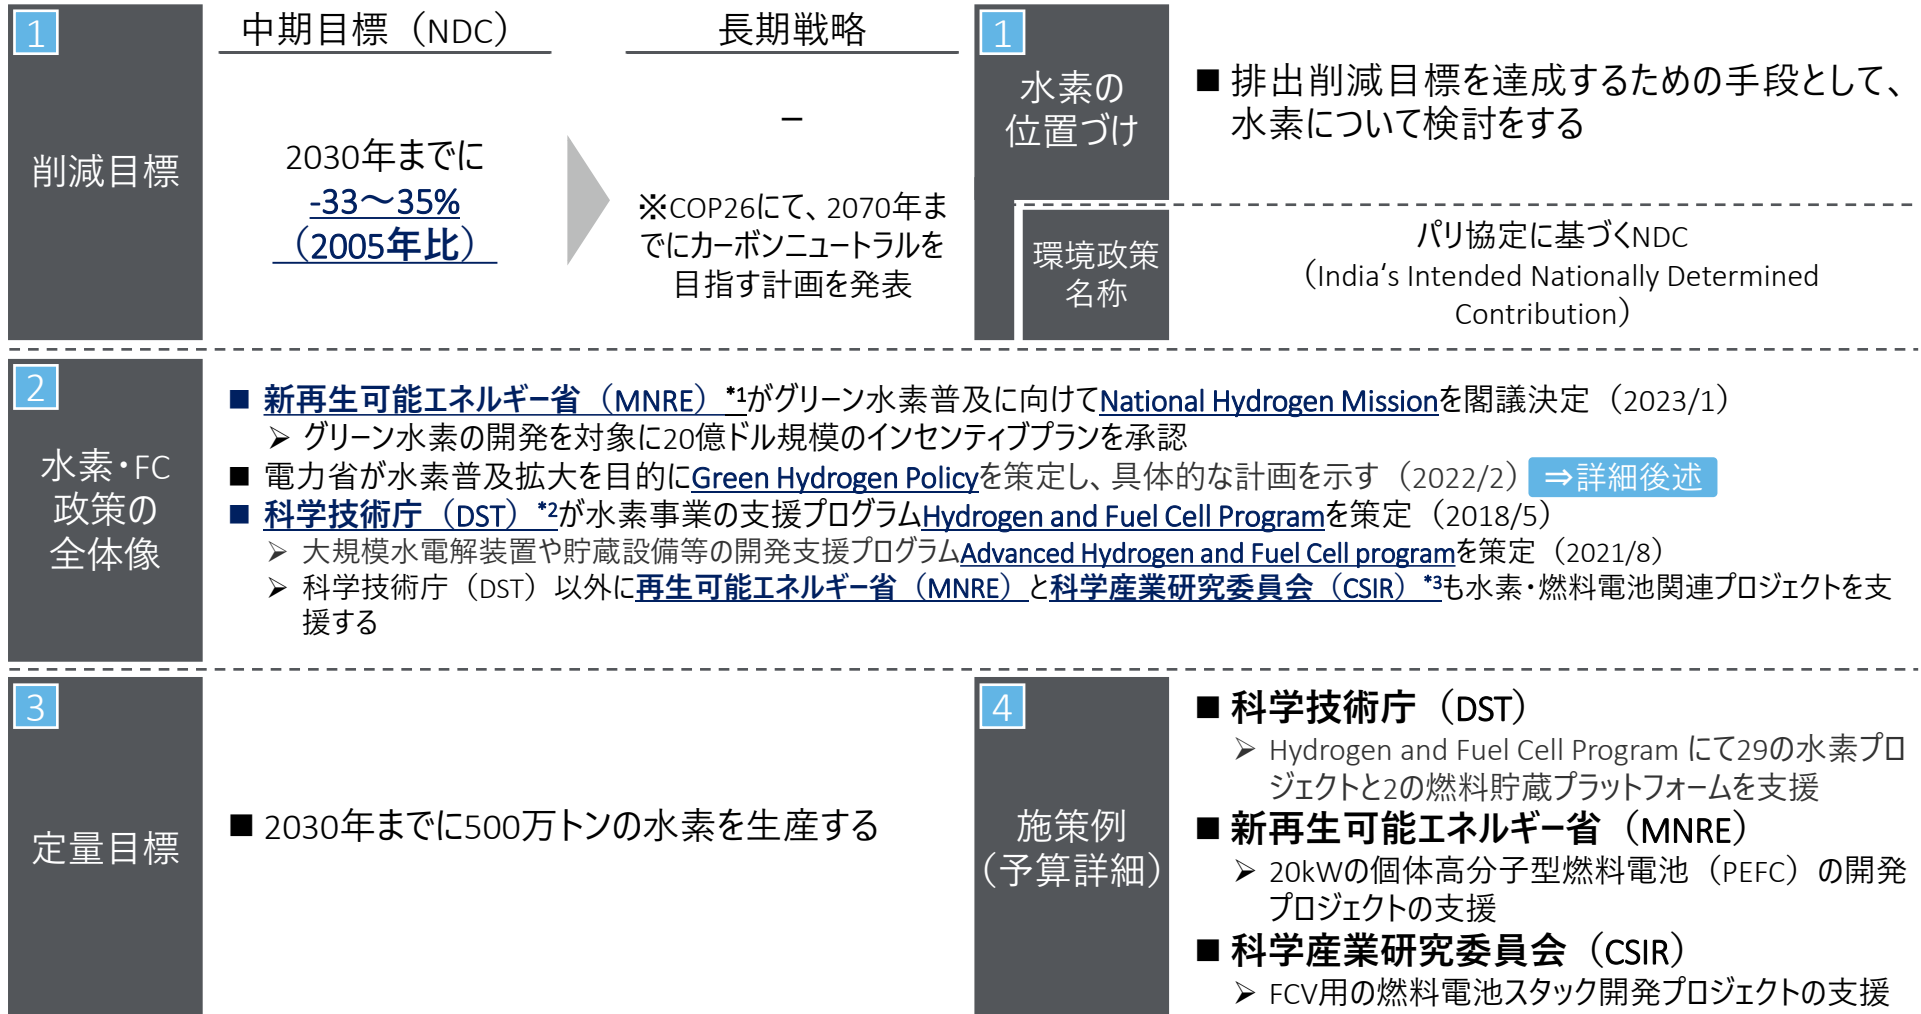 1
削減目標
中期目標（NDC）
2030年までに
-33～35%
（2005年比）
長期戦略
–
※COP26にて、2070年ま
でにカーボンニュートラルを
目指す計画を発表
1
水素の
位置づけ
■ 排出削減目標を達成するための手段として、
水素について検討をする
環境政策
名称
パリ協定に基づくNDC
（India‘s Intended Nationally Determined
Contribution）
2
水素・FC
政策の
全体像
■ 新再生可能エネルギー省（MNRE）*1がグリーン水素普及に向けてNational Hydrogen Missionを閣議決定（2023/1）
➢ グリーン水素の開発を対象に20億ドル規模のインセンティブプランを承認
■ 電力省が水素普及拡大を目的にGreen Hydrogen Policyを策定し、具体的な計画を示す（2022/2） ⇒詳細後述
■ 科学技術庁（DST）*2が水素事業の支援プログラムHydrogen and Fuel Cell Programを策定（2018/5）
➢ 大規模水電解装置や貯蔵設備等の開発支援プログラムAdvanced Hydrogen and Fuel Cell programを策定（2021/8）
➢ 科学技術庁（DST）以外に再生可能エネルギー省（MNRE）と科学産業研究委員会（CSIR）*3も水素・燃料電池関連プロジェクトを支
援する
3
定量目標
■ 2030年までに500万トンの水素を生産する
4
施策例
（予算詳細）
■ 科学技術庁（DST）
➢ Hydrogen and Fuel Cell Program にて29の水素プロ
ジェクトと2の燃料貯蔵プラットフォームを支援
■ 新再生可能エネルギー省（MNRE）
➢ 20kWの個体高分子型燃料電池（PEFC）の開発
プロジェクトの支援
■ 科学産業研究委員会（CSIR）
➢ FCV用の燃料電池スタック開発プロジェクトの支援